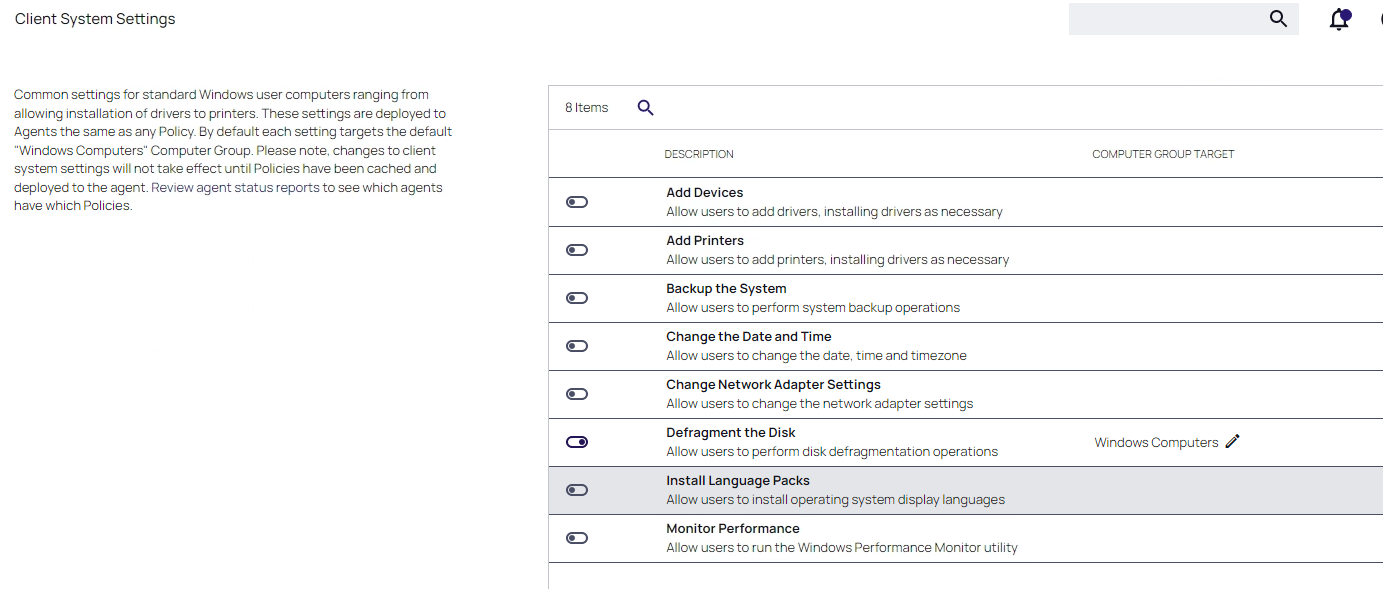 Client System Settings
Common settings for standard Windows user computers ranging from
allowing installation of drivers to printers. These settings are deployed to
Agents the same as any Policy. By default each setting targets the default
"Windows Computers" Computer Group. Please note, changes to client
system settings will not take effect until Policies have been cached and
deployed to the agent. Review agent status reports to see which agents
have which Policies.
8 Items
DESCRIPTION COMPUTER GROUP TARGET
Add Devices
Allow users to add drivers, installing drivers as necessary
Add Printers
Allow users to add printers, installing drivers as necessary
Backup the System
Allow users to perform system backup operations
Change the Date and Time
Allow users to change the date, time and timezone
Change Network Adapter Settings
Allow users to change the network adapter settings
Defragment the Disk
Allow users to perform disk defragmentation operations
Windows Computers
Install Language Packs
Allow users to install operating system display languages
Monitor Performance
Allow users to run the Windows Performance Monitor utility